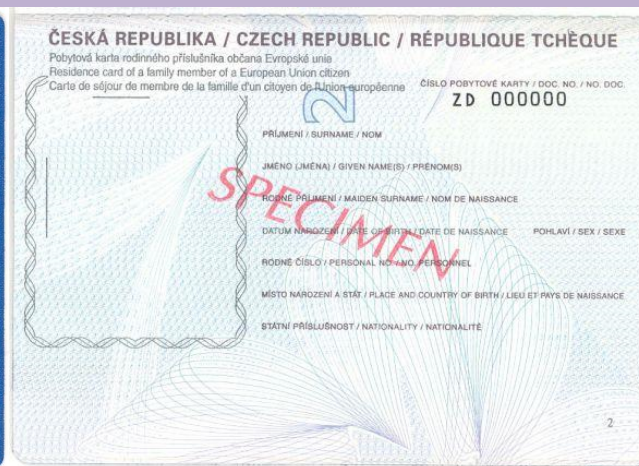 ČESKÁ REPUBLIKA / CZECH REPUBLIC / RÉPUBLIQUE TCHÈQUE
Pobytová karta rodinného příslušníka občana Evropské unie
Residence card of a family member of a European Union citizen
Carte de séjour de membre de la famille d'un citoyen de l'Union européenne
ČÍSLO POBYTOVÉ KARTY / DOC. NO. / NO. DOC.
ZD 000000
2
PŘÍJMENÍ / SURNAME / NOM
JMÉNO (JMÉNA) / GIVEN NAME(S) / PRÉNOM(S)
SPECIMEN
RODNÉ PŘÍJMENÍ / MAIDEN SURNAME / NOM DE NAISSANCE
DATUM NAROZENÍ / DATE OF BIRTH / DATE DE NAISSANCE POHLAVÍ / SEX / SEXE
RODNÉ ČÍSLO / PERSONAL NO. / NO. PERSONNEL
MÍSTO NAROZENÍ A STÁT / PLACE AND COUNTRY OF BIRTH / LIEU ET PAYS DE NAISSANCE
STÁTNÍ PŘÍSLUŠNOST / NATIONALITY / NATIONALITÉ
2